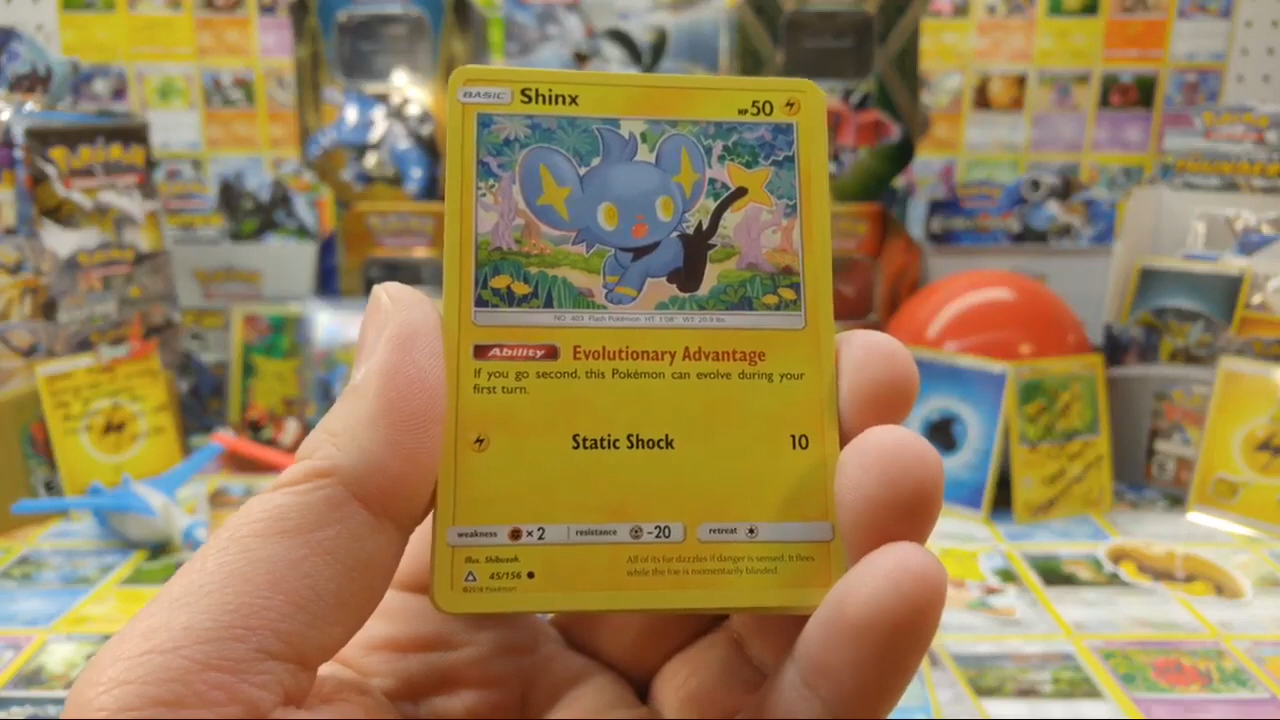 BASIC Shinx HP 50
NO. 403 Flash Pokémon HT: 1'08" WT: 20.9 lbs.
Ability Evolutionary Advantage
If you go second, this Pokémon can evolve during your
first turn.
Static Shock 10
weakness ×2 resistance -20 retreat
Illus. Shibuzoh.
45/156
©2018 Pokémon
All of its fur dazzles if danger is sensed. It flees
while the foe is momentarily blinded.
Pokémon
Pokémon
Pokémon